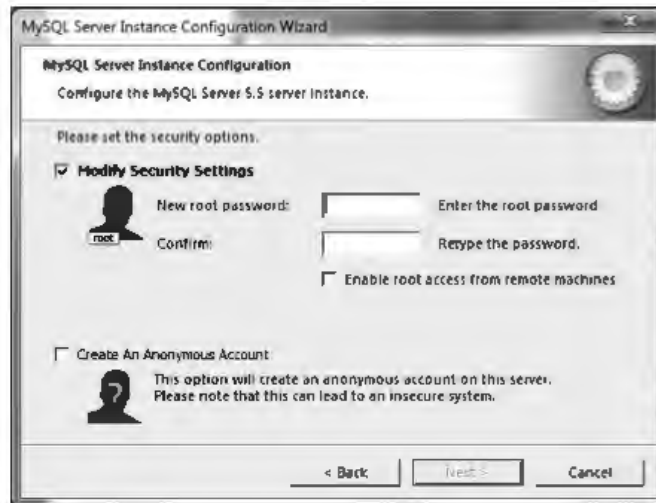 MySQL Server Instance Configuration Wizard
MySQL Server Instance Configuration
Configure the MySQL Server 5.5 server instance.
Please set the security options.
Modify Security Settings
root
New root password:
Enter the root password
Confirm:
Retype the password.
Enable root access from remote machines
Create An Anonymous Account
?
This option will create an anonymous account on this server.
Please note that this can lead to an insecure system.
< Back
Next >
Cancel